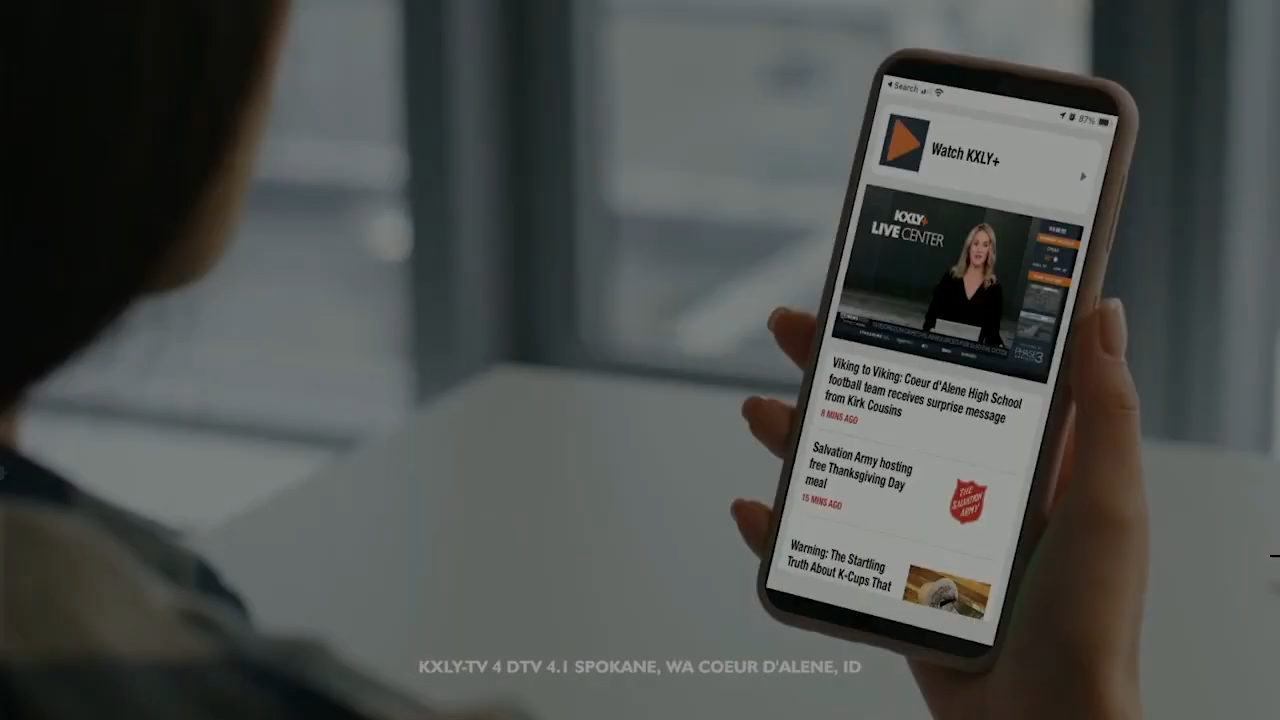 Search
87%
Watch KXLY+
KXLY+
LIVE CENTER
PHASE3
Viking to Viking: Coeur d'Alene High School
football team receives surprise message
from Kirk Cousins
8 MINS AGO
Salvation Army hosting
free Thanksgiving Day
meal
15 MINS AGO
THE
SALVATION
ARMY
Warning: The Startling
Truth About K-Cups That
KXLY-TV 4 DTV 4.1 SPOKANE, WA COEUR D'ALENE, ID